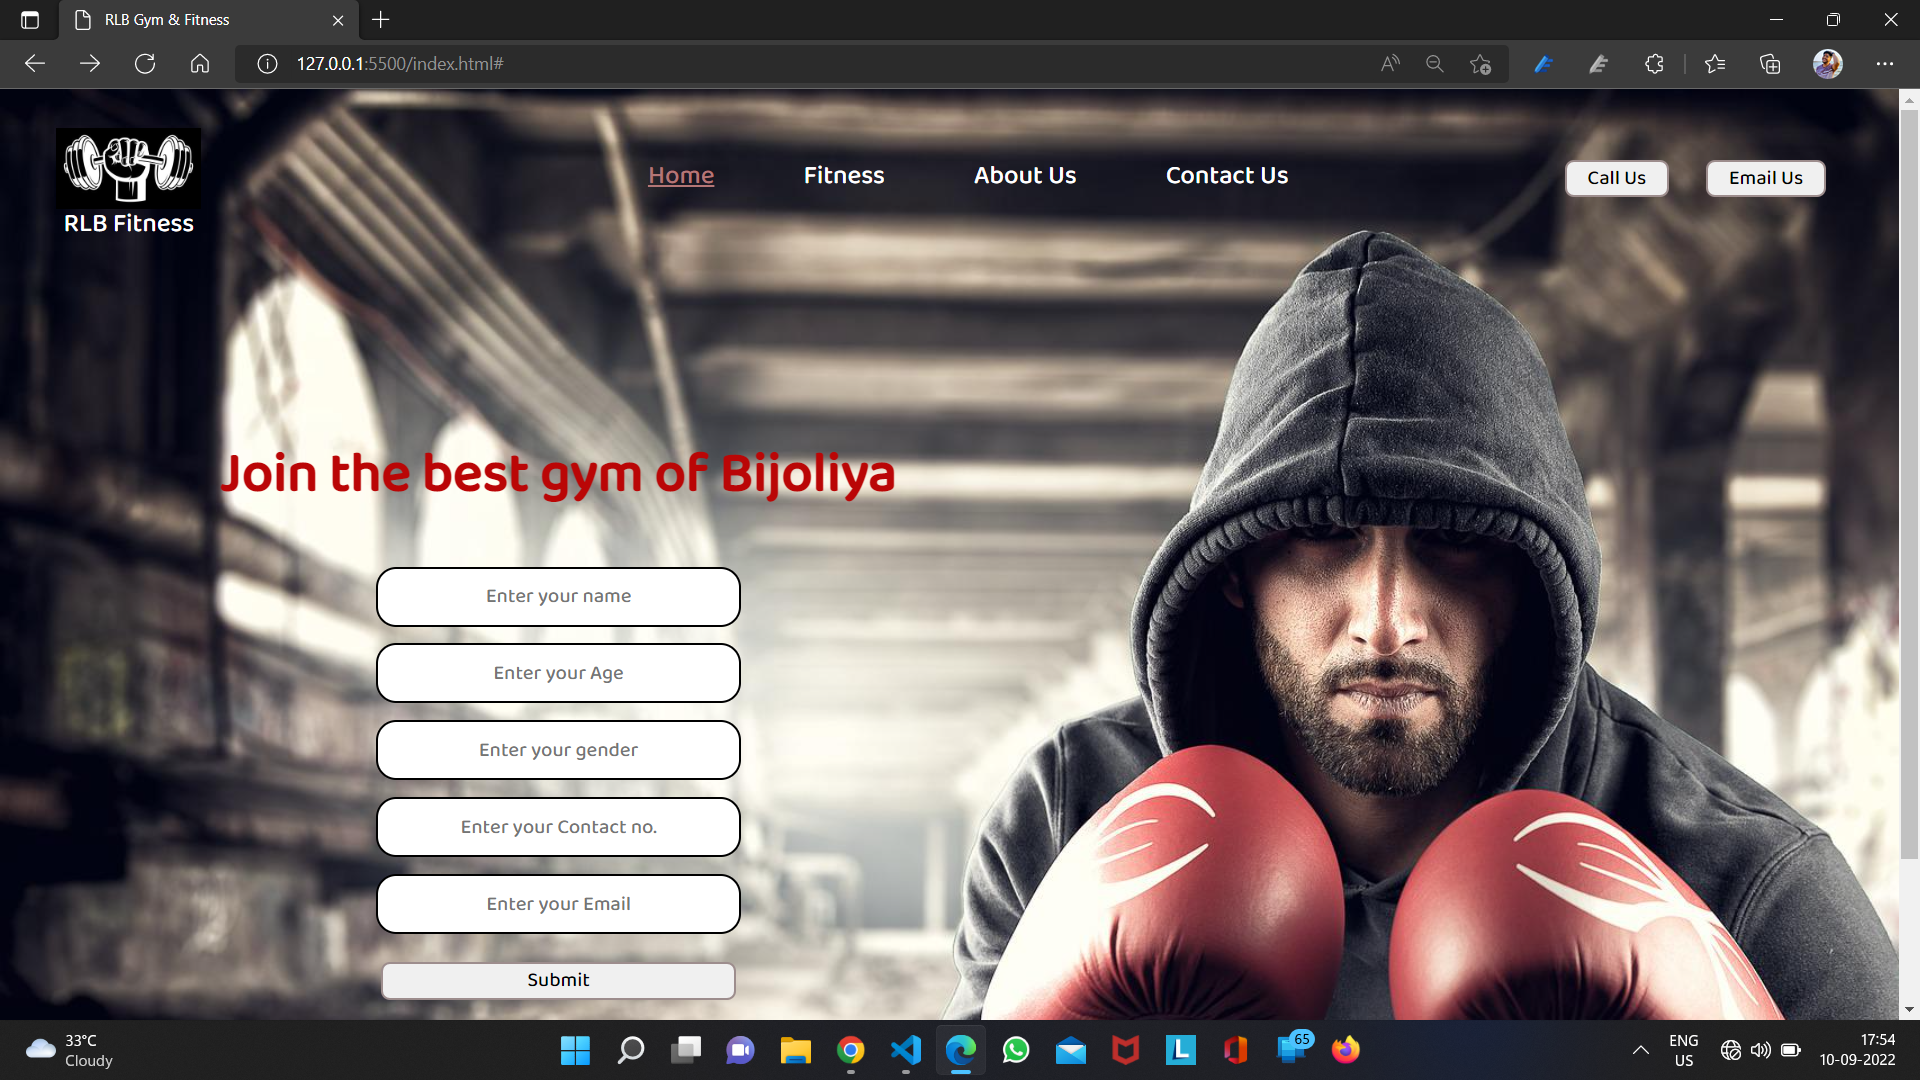 RLB Gym & Fitness
127.0.0.1:5500/index.html#
Home
Fitness
About Us
Contact Us
Call Us
Email Us
RLB Fitness
Join the best gym of Bijoliya
Enter your name
Enter your Age
Enter your gender
Enter your Contact no.
Enter your Email
Submit
33°C
Cloudy
L
65
ENG
US
17:54
10-09-2022